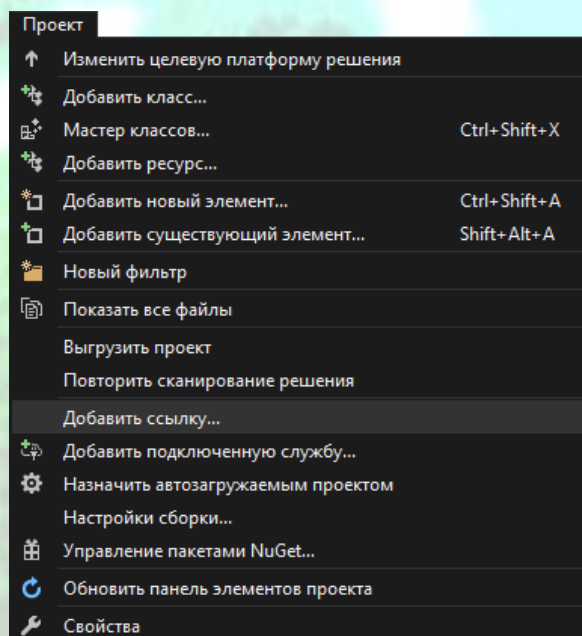 Проект
Изменить целевую платформу решения
Добавить класс...
Мастер классов... Ctrl+Shift+X
Добавить ресурс...
Добавить новый элемент... Ctrl+Shift+A
Добавить существующий элемент... Shift+Alt+A
Новый фильтр
Показать все файлы
Выгрузить проект
Повторить сканирование решения
Добавить ссылку...
Добавить подключенную службу...
Назначить автозагружаемым проектом
Настройки сборки...
Управление пакетами NuGet...
Обновить панель элементов проекта
Свойства